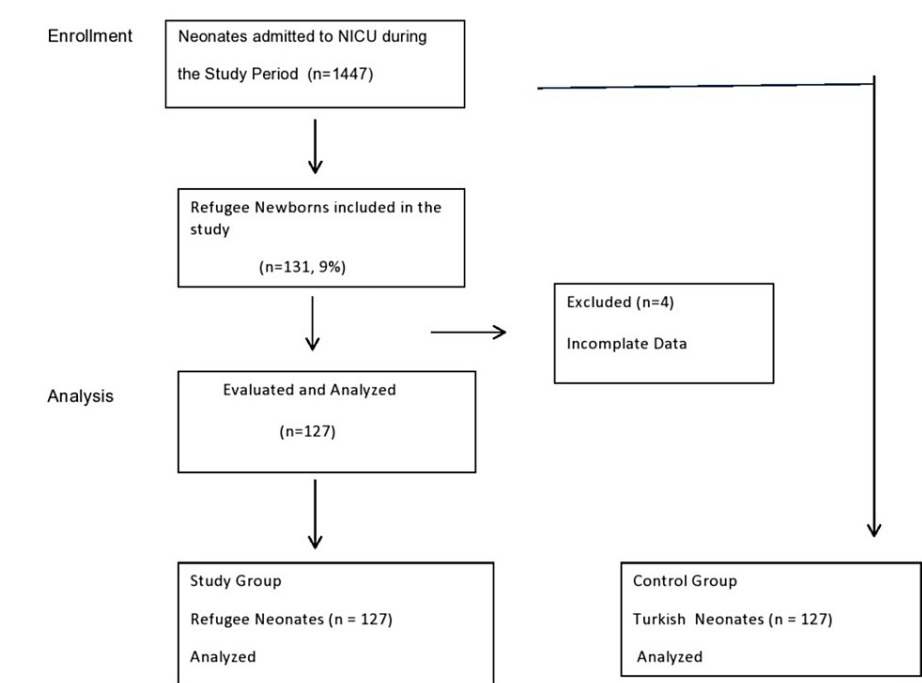 Enrollment
Neonates admitted to NICU during
the Study Period (n=1447)
Refugee Newborns included in the
study
(n=131, 9%)
Excluded (n=4)
Incomplate Data
Analysis
Evaluated and Analyzed
(n=127)
Study Group
Refugee Neonates (n = 127)
Analyzed
Control Group
Turkish Neonates (n = 127)
Analyzed